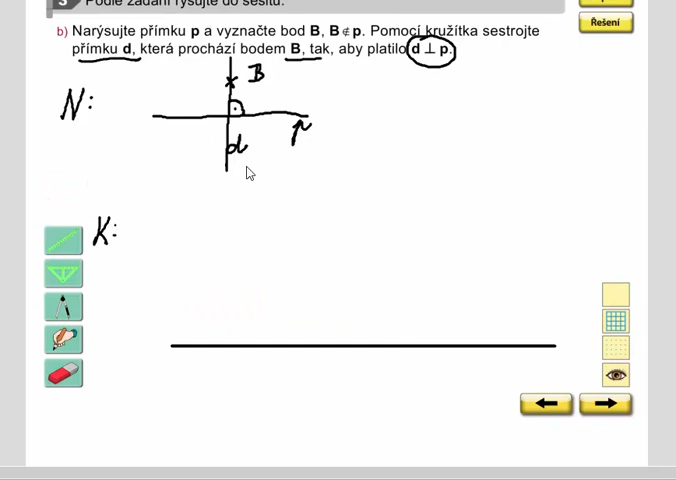 3 Podle zadání rýsujte do sešitu.
b) Narýsujte přímku p a vyznačte bod B, B ∉ p. Pomocí kružítka sestrojte
přímku d, která prochází bodem B, tak, aby platilo d ⊥ p.
Řešení
B
N:
p
d
K: